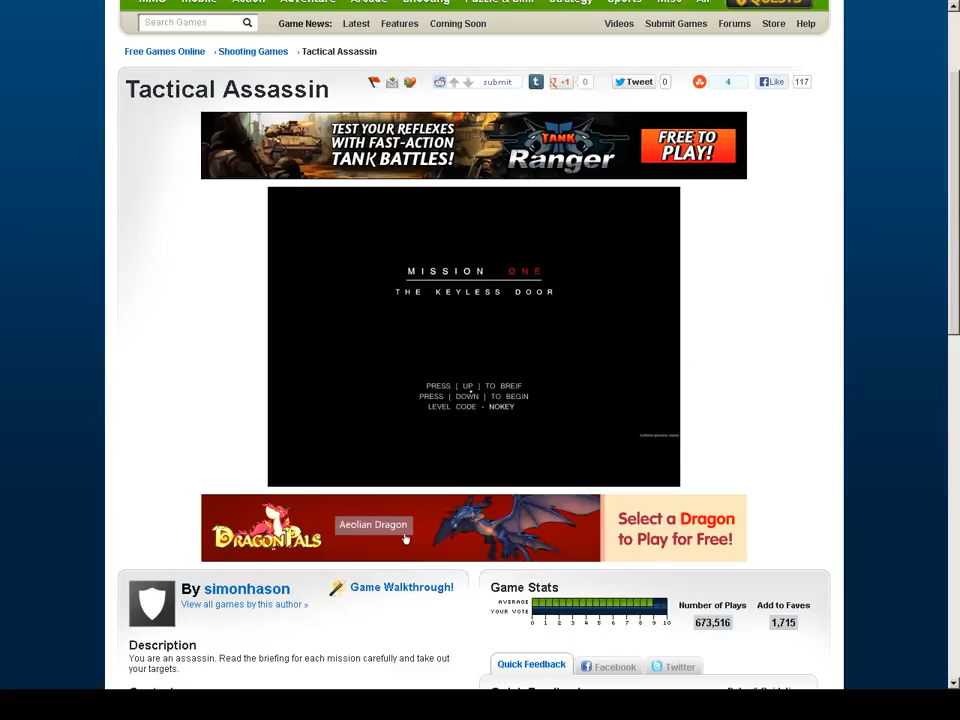 Search Games
Game News: Latest Features Coming Soon Videos Submit Games Forums Store Help
Free Games Online › Shooting Games › Tactical Assassin
Tactical Assassin
submit +1 0 Tweet 0 4 Like 117
TEST YOUR REFLEXES
WITH FAST-ACTION
TANK BATTLES!
TANK
Ranger
FREE TO
PLAY!
MISSION ONE
THE KEYLESS DOOR
PRESS [ UP ] TO BREIF
PRESS [ DOWN ] TO BEGIN
LEVEL CODE - NOKEY
DRAGONPALS
Aeolian Dragon
Select a Dragon
to Play for Free!
By simonhason
View all games by this author »
Game Walkthrough!
Description
You are an assassin. Read the briefing for each mission carefully and take out
your targets.
Game Stats
AVERAGE
YOUR VOTE
0 1 2 3 4 5 6 7 8 9 10
Number of Plays
673,516
Add to Faves
1,715
Quick Feedback Facebook Twitter